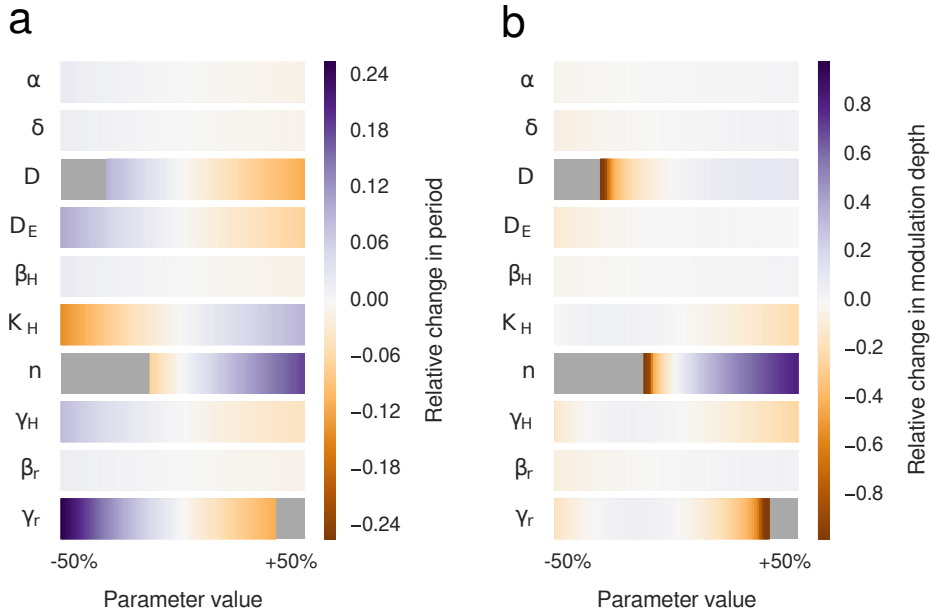 a
α
δ
D
D_E
β_H
K_H
n
γ_H
β_r
γ_r
-50%
+50%
Parameter value
0.24
0.18
0.12
0.06
0.00
−0.06
−0.12
−0.18
−0.24
Relative change in period
b
α
δ
D
D_E
β_H
K_H
n
γ_H
β_r
γ_r
-50%
+50%
Parameter value
0.8
0.6
0.4
0.2
0.0
−0.2
−0.4
−0.6
−0.8
Relative change in modulation depth